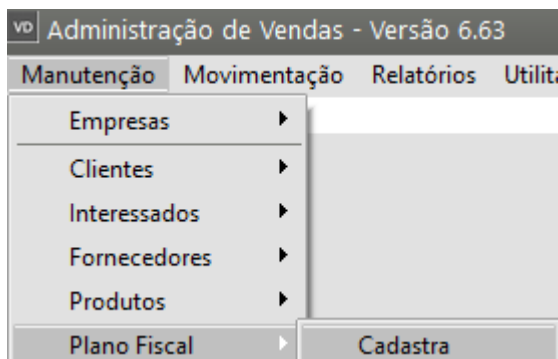 VD Administração de Vendas - Versão 6.63
Manutenção Movimentação Relatórios
Empresas
Clientes
Interessados
Fornecedores
Produtos
Plano Fiscal Cadastra